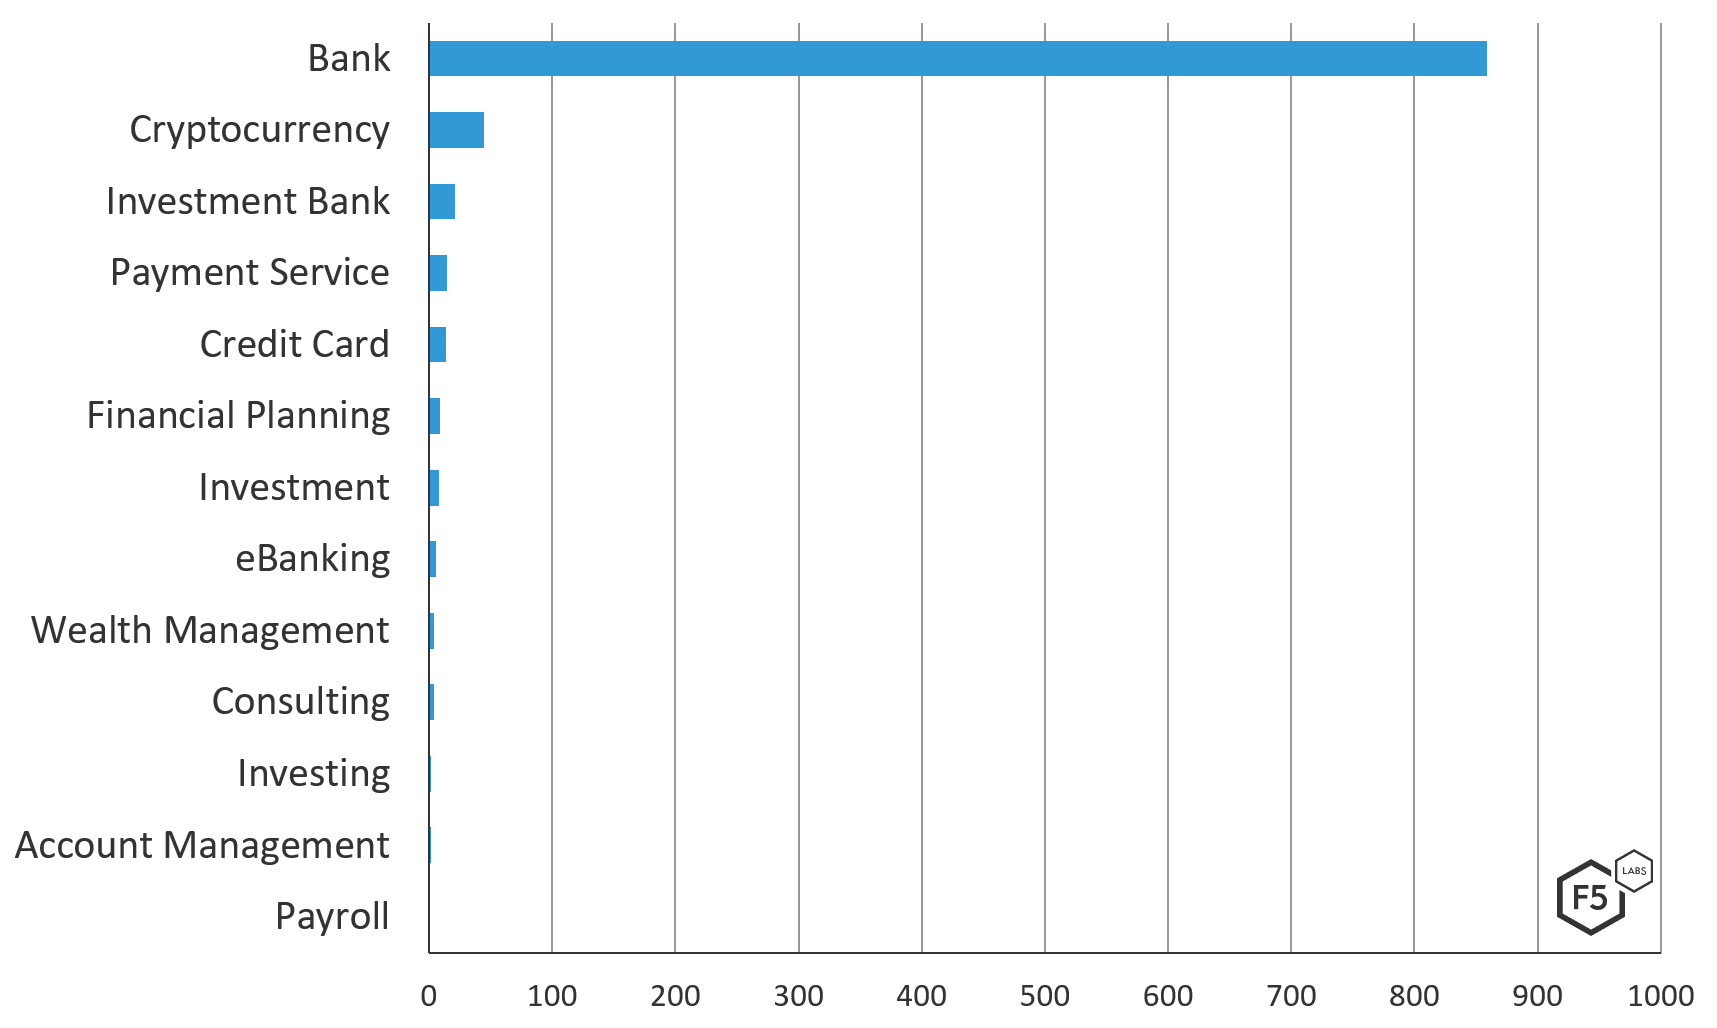 Bank
Cryptocurrency
Investment Bank
Payment Service
Credit Card
Financial Planning
Investment
eBanking
Wealth Management
Consulting
Investing
Account Management
Payroll
LABS
F5
0 100 200 300 400 500 600 700 800 900 1000